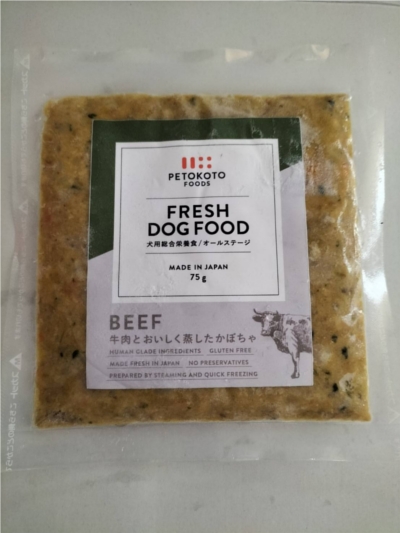 PETOKOTO
FOODS
FRESH
DOG FOOD
犬用総合栄養食/オールステージ
MADE IN JAPAN
75g
BEEF
牛肉とおいしく蒸したかぼちゃ
HUMAN GLADE INGREDIENTS GLUTEN FREE
MADE FRESH IN JAPAN NO PRESERVATIVES
PREPARED BY STEAMING AND QUICK FREEZING